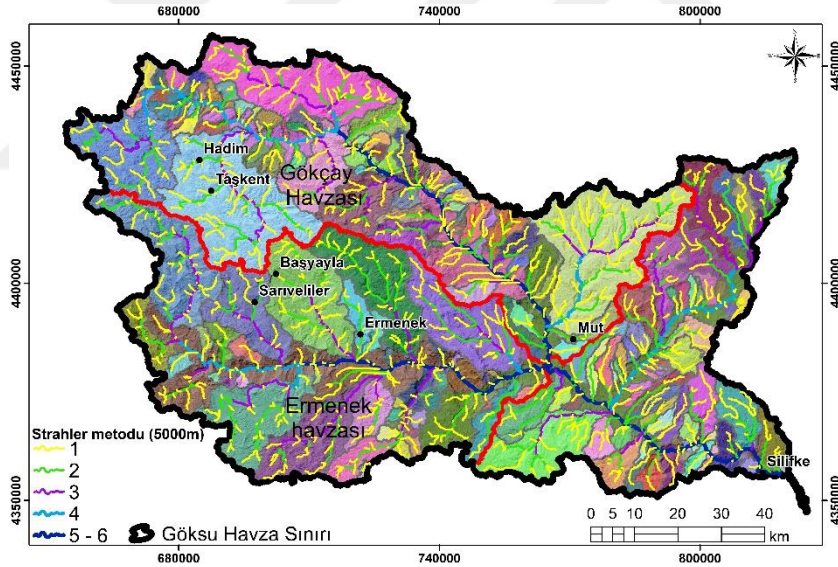 680000 740000 800000
4450000
4450000
Hadim
Taşkent
Gökçay
Havzası
4400000
4400000
Başyayla
Sarıveliler
Ermenek
Mut
Ermenek
havzası
Silifke
Strahler metodu (5000m)
1
2
3
4
5 - 6
Göksu Havza Sınırı
0 5 10 20 30 40
km
4350000
4350000
680000 740000 800000